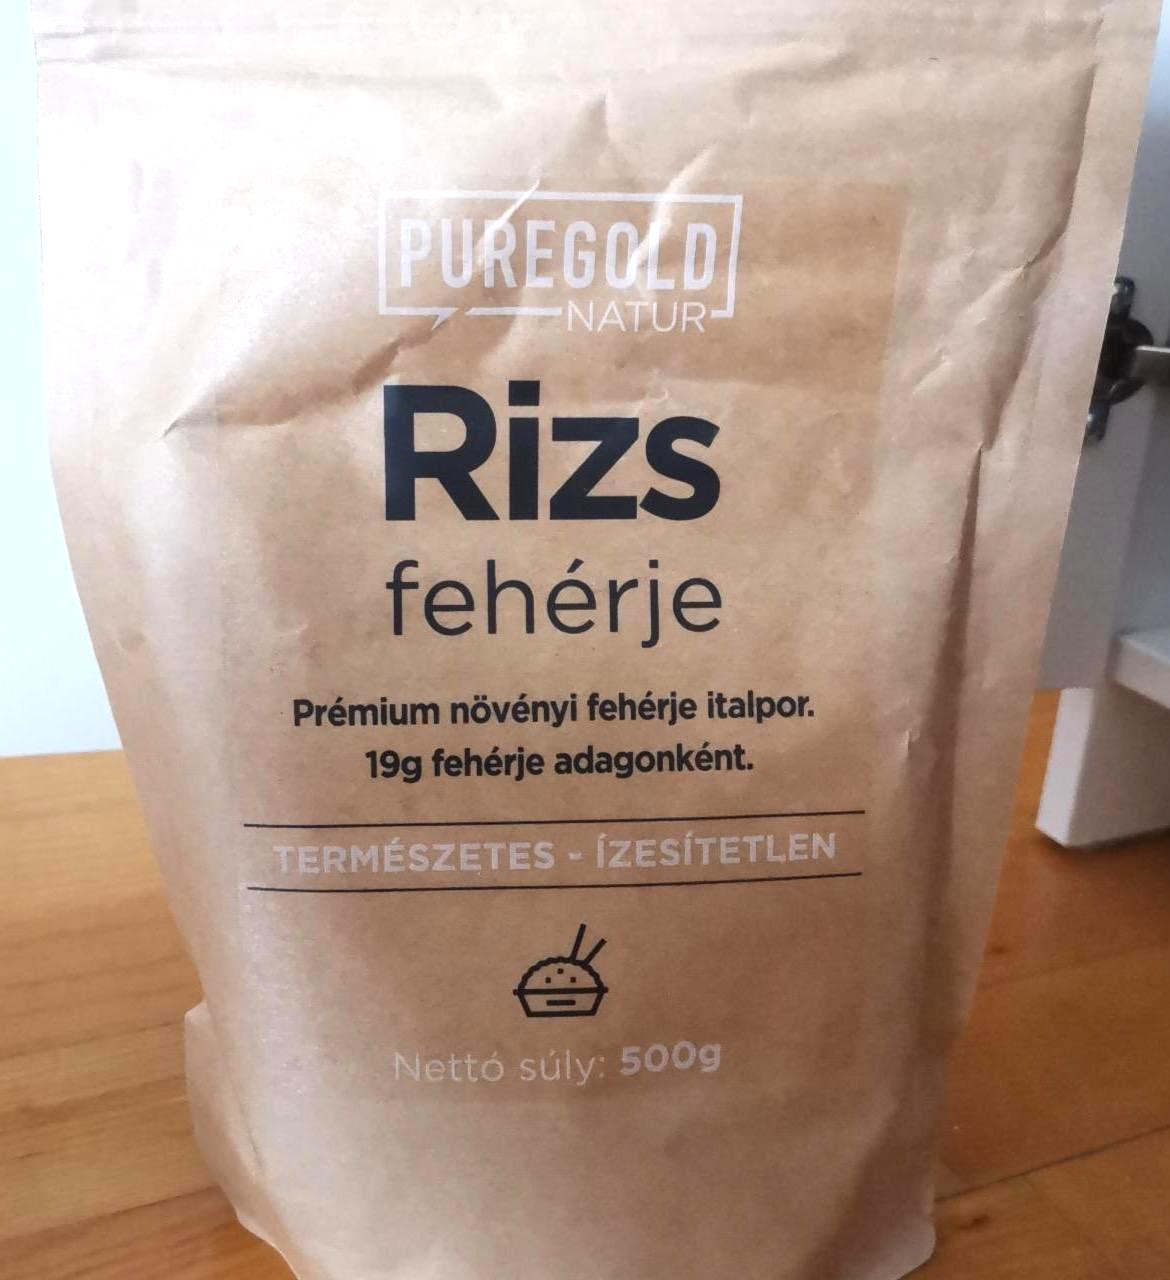 PUREGOLD
NATUR
Rizs
fehérje
Prémium növényi fehérje italpor.
19g fehérje adagonként.
TERMÉSZETES - ÍZESÍTETLEN
Nettó súly: 500g